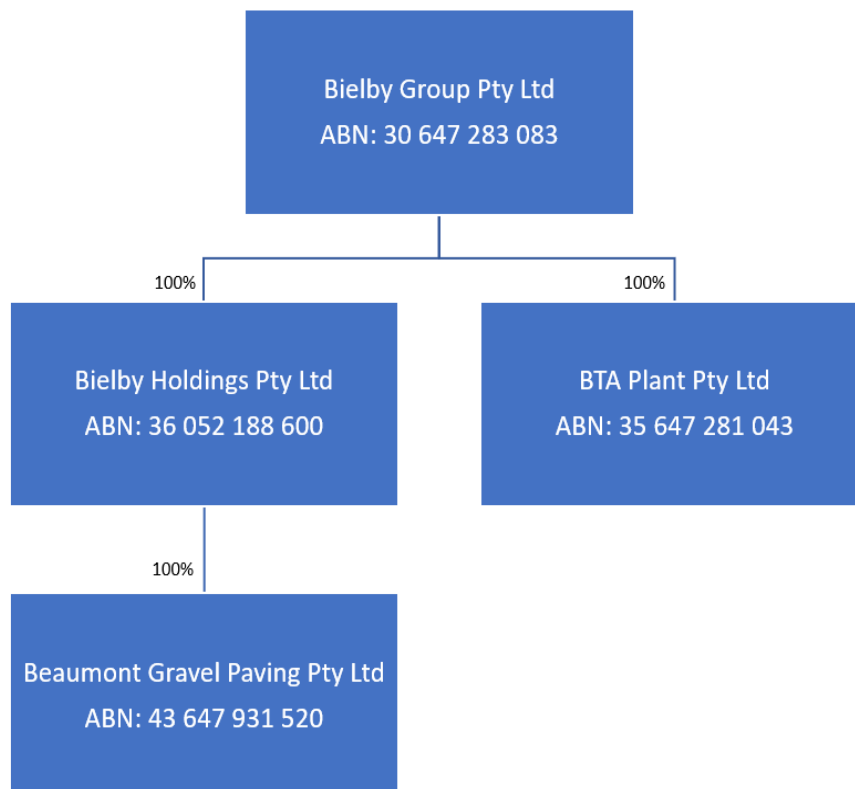 Bielby Group Pty Ltd
ABN: 30 647 283 083
100%
100%
Bielby Holdings Pty Ltd
ABN: 36 052 188 600
BTA Plant Pty Ltd
ABN: 35 647 281 043
100%
Beaumont Gravel Paving Pty Ltd
ABN: 43 647 931 520